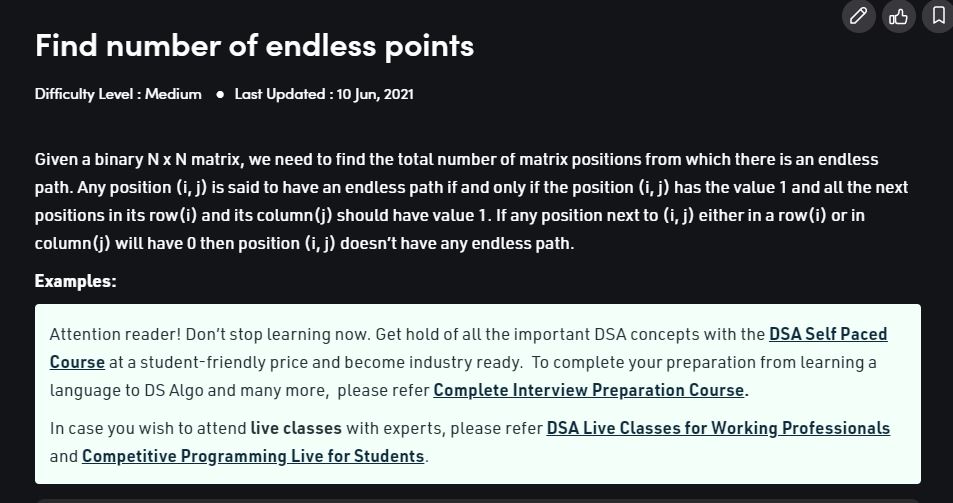 Find number of endless points
Difficulty Level : Medium ● Last Updated : 10 Jun, 2021
Given a binary N x N matrix, we need to find the total number of matrix positions from which there is an endless
path. Any position (i, j) is said to have an endless path if and only if the position (i, j) has the value 1 and all the next
positions in its row(i) and its column(j) should have value 1. If any position next to (i, j) either in a row(i) or in
column(j) will have 0 then position (i, j) doesn't have any endless path.
Examples:
Attention reader! Don't stop learning now. Get hold of all the important DSA concepts with the DSA Self Paced
Course at a student-friendly price and become industry ready. To complete your preparation from learning a
language to DS Algo and many more, please refer Complete Interview Preparation Course.
In case you wish to attend live classes with experts, please refer DSA Live Classes for Working Professionals
and Competitive Programming Live for Students.